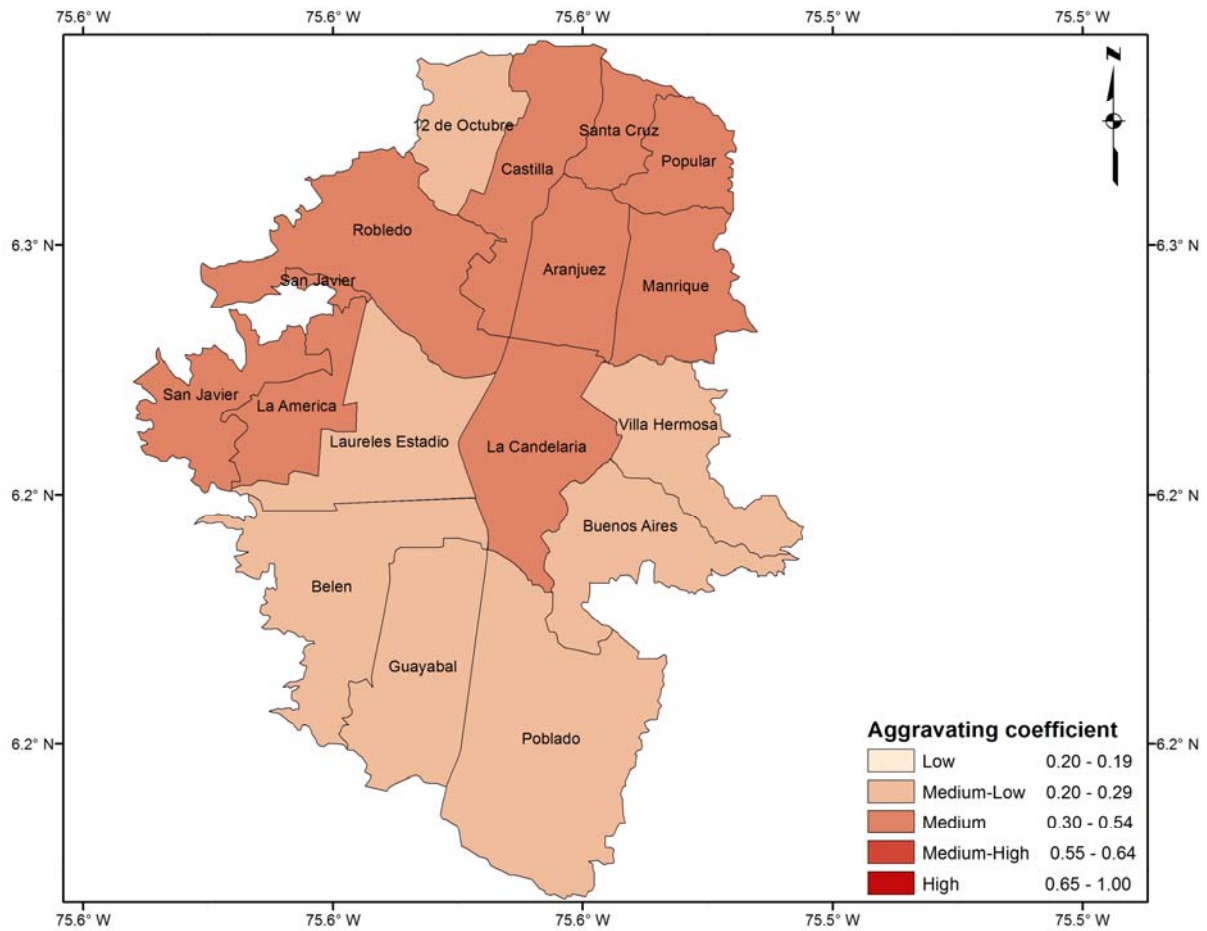 75.6° W 75.6° W 75.6° W 75.5° W 75.5° W
N
12 de Octubre
Santa Cruz
Castilla
Popular
Robledo
6.3° N 6.3° N
Aranjuez
San Javier
Manrique
San Javier
La America
Villa Hermosa
Laureles Estadio
La Candelaria
6.2° N 6.2° N
Buenos Aires
Belen
Guayabal
Poblado
6.2° N 6.2° N
Aggravating coefficient
Low 0.20 - 0.19
Medium-Low 0.20 - 0.29
Medium 0.30 - 0.54
Medium-High 0.55 - 0.64
High 0.65 - 1.00
75.6° W 75.6° W 75.6° W 75.5° W 75.5° W